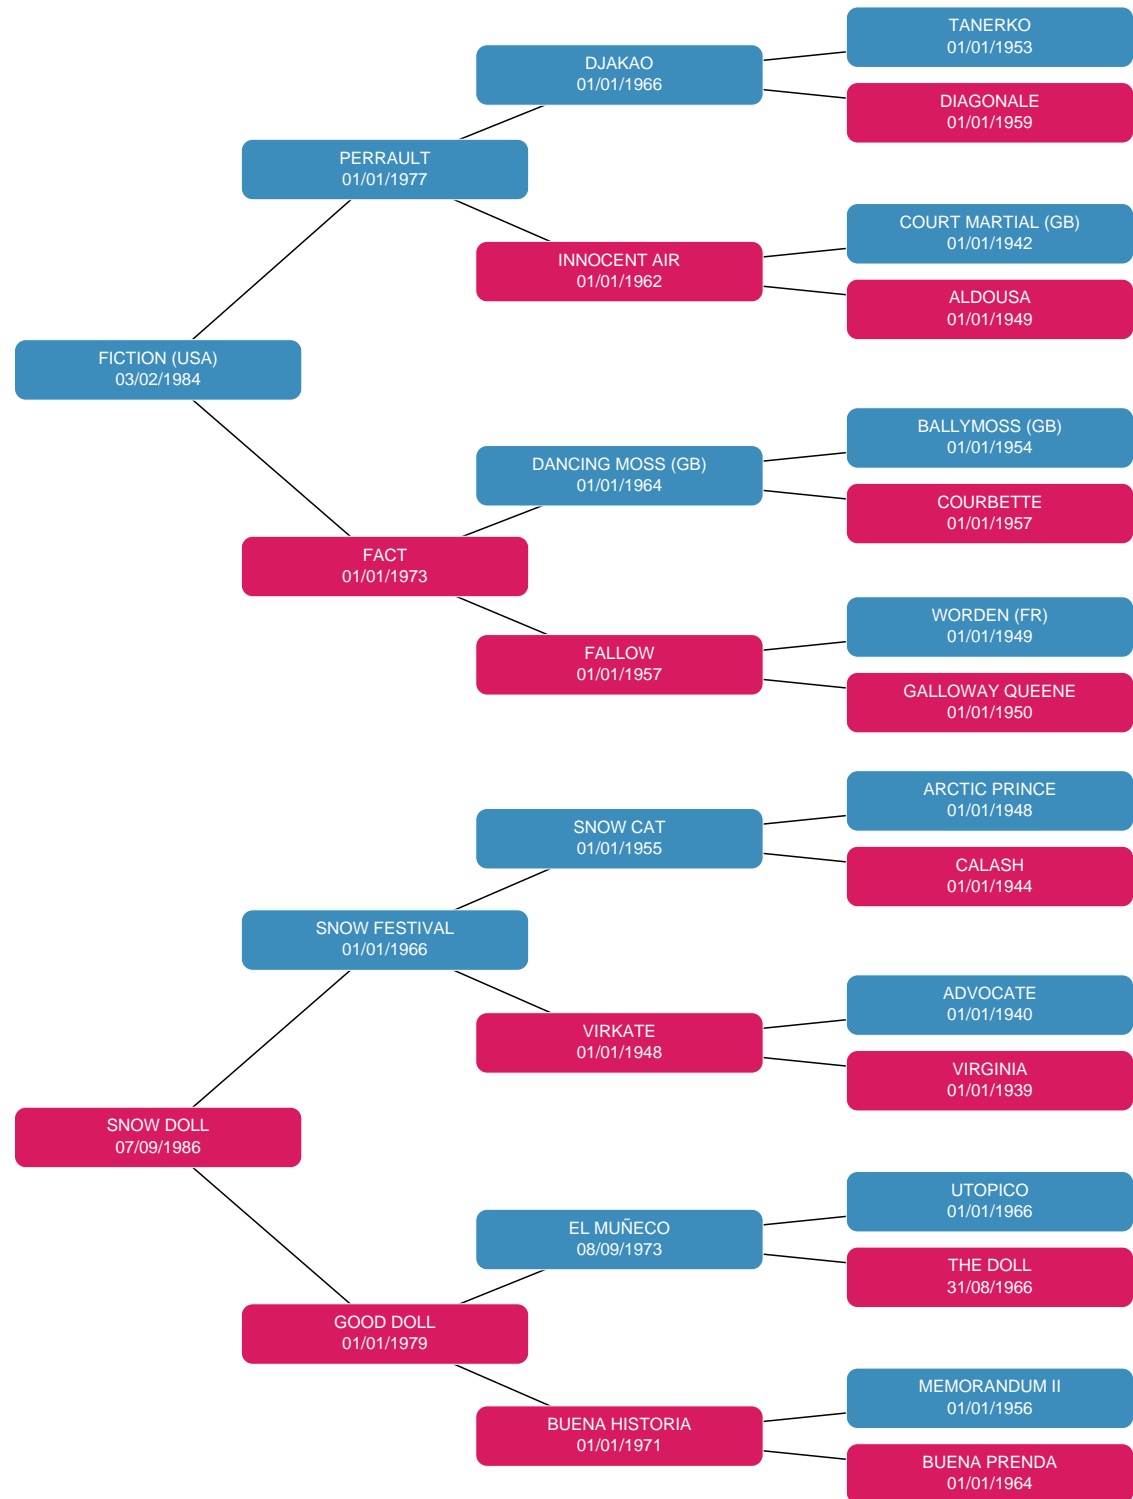 TANERKO
01/01/1953
DJAKAO
01/01/1966
DIAGONALE
01/01/1959
PERRAULT
01/01/1977
COURT MARTIAL (GB)
01/01/1942
INNOCENT AIR
01/01/1962
ALDOUSA
01/01/1949
FICTION (USA)
03/02/1984
BALLYMOSS (GB)
01/01/1954
DANCING MOSS (GB)
01/01/1964
COURBETTE
01/01/1957
FACT
01/01/1973
WORDEN (FR)
01/01/1949
FALLOW
01/01/1957
GALLOWAY QUEENE
01/01/1950
ARCTIC PRINCE
01/01/1948
SNOW CAT
01/01/1955
CALASH
01/01/1944
SNOW FESTIVAL
01/01/1966
ADVOCATE
01/01/1940
VIRKATE
01/01/1948
VIRGINIA
01/01/1939
SNOW DOLL
07/09/1986
UTOPICO
01/01/1966
EL MUÑECO
08/09/1973
THE DOLL
31/08/1966
GOOD DOLL
01/01/1979
MEMORANDUM II
01/01/1956
BUENA HISTORIA
01/01/1971
BUENA PRENDA
01/01/1964